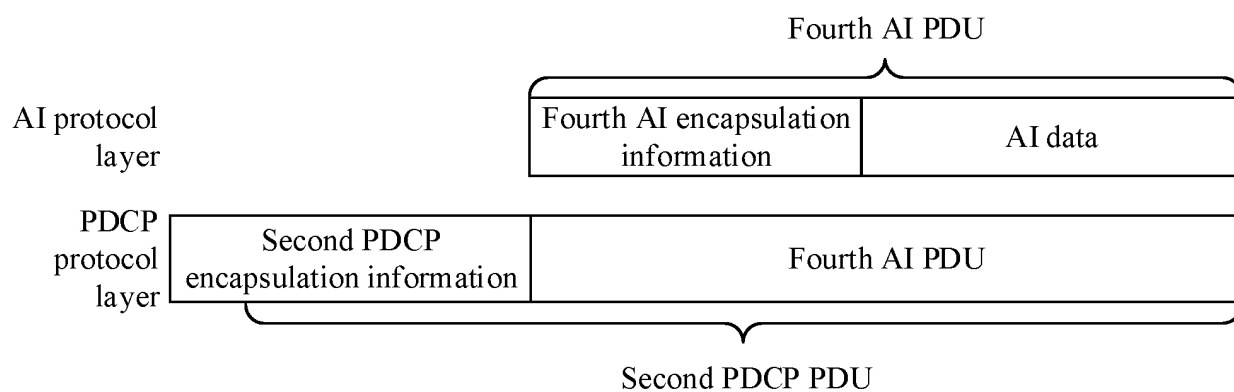 Fourth AI PDU
AI protocol
layer
Fourth AI encapsulation
information
AI data
PDCP
protocol
layer
Second PDCP
encapsulation information
Fourth AI PDU
Second PDCP PDU